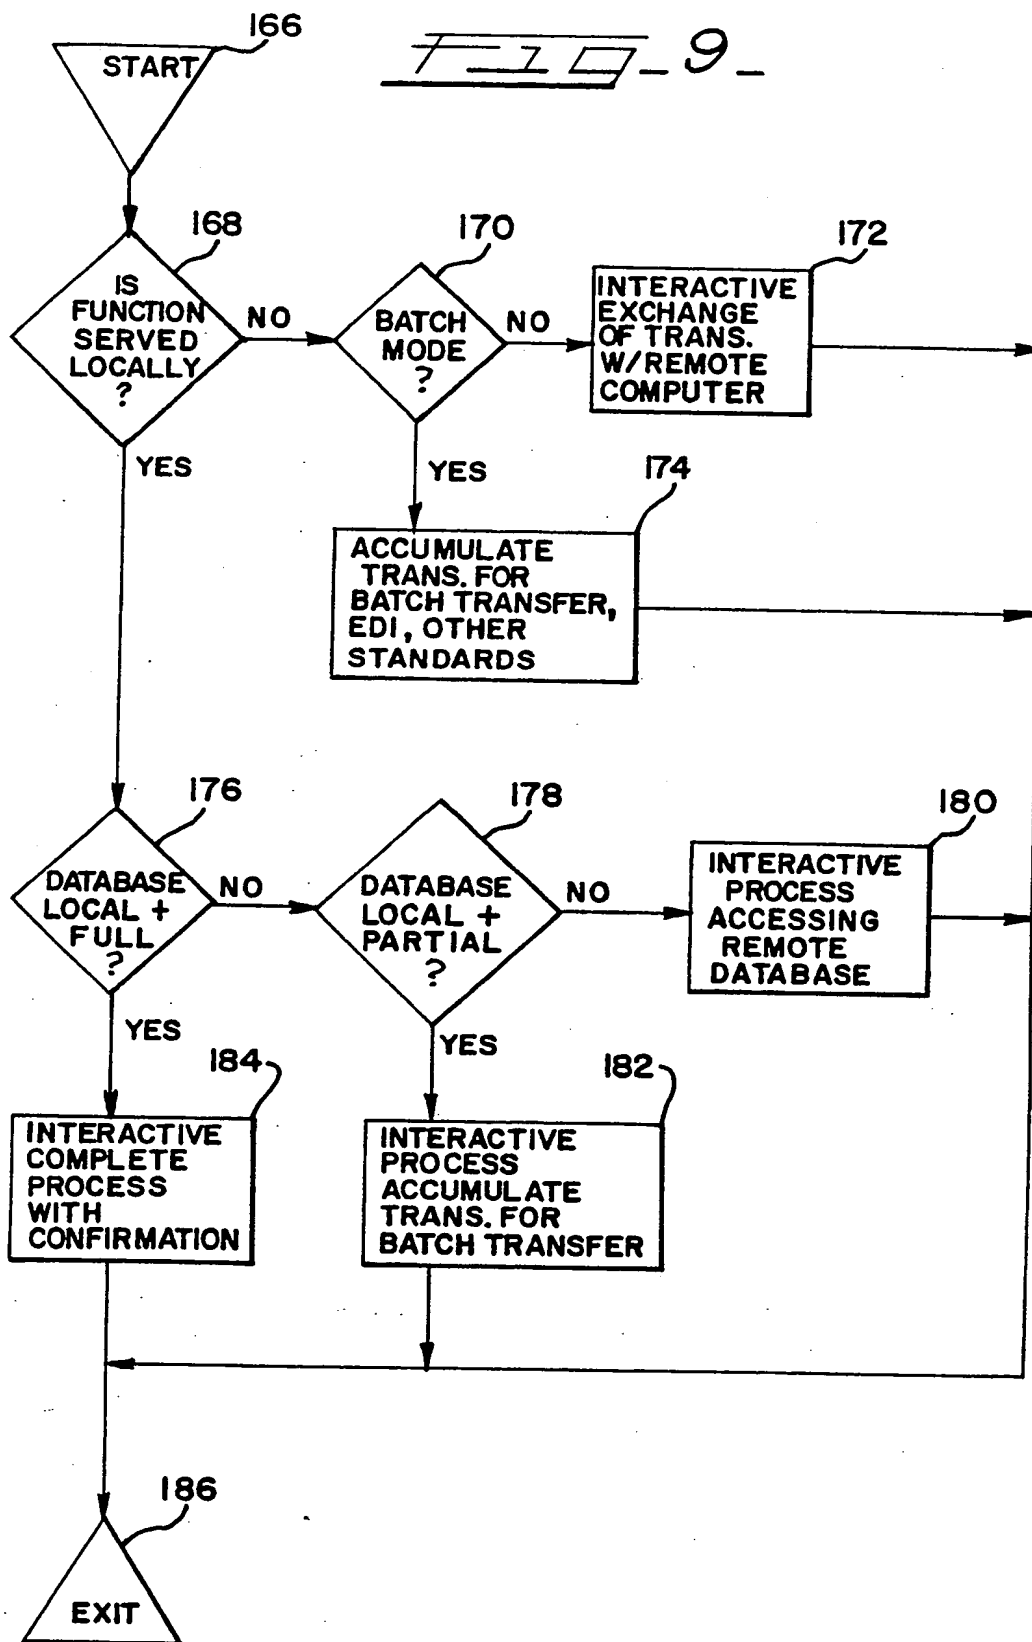 166
START
Fig_9_
168
IS
FUNCTION
SERVED
LOCALLY
?
NO
170
BATCH
MODE
?
NO
172
INTERACTIVE
EXCHANGE
OF TRANS.
W/REMOTE
COMPUTER
YES
YES
174
ACCUMULATE
TRANS. FOR
BATCH TRANSFER,
EDI, OTHER
STANDARDS
176
DATABASE
LOCAL +
FULL
?
NO
178
DATABASE
LOCAL +
PARTIAL
?
NO
180
INTERACTIVE
PROCESS
ACCESSING
REMOTE
DATABASE
YES
YES
184
INTERACTIVE
COMPLETE
PROCESS
WITH
CONFIRMATION
182
INTERACTIVE
PROCESS
ACCUMULATE
TRANS. FOR
BATCH TRANSFER
186
EXIT